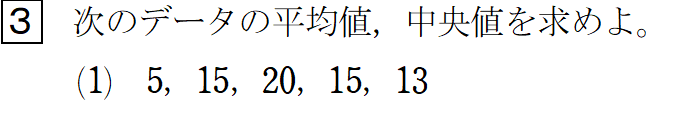 3 次のデータの平均値，中央値を求めよ。
(1) 5, 15, 20, 15, 13